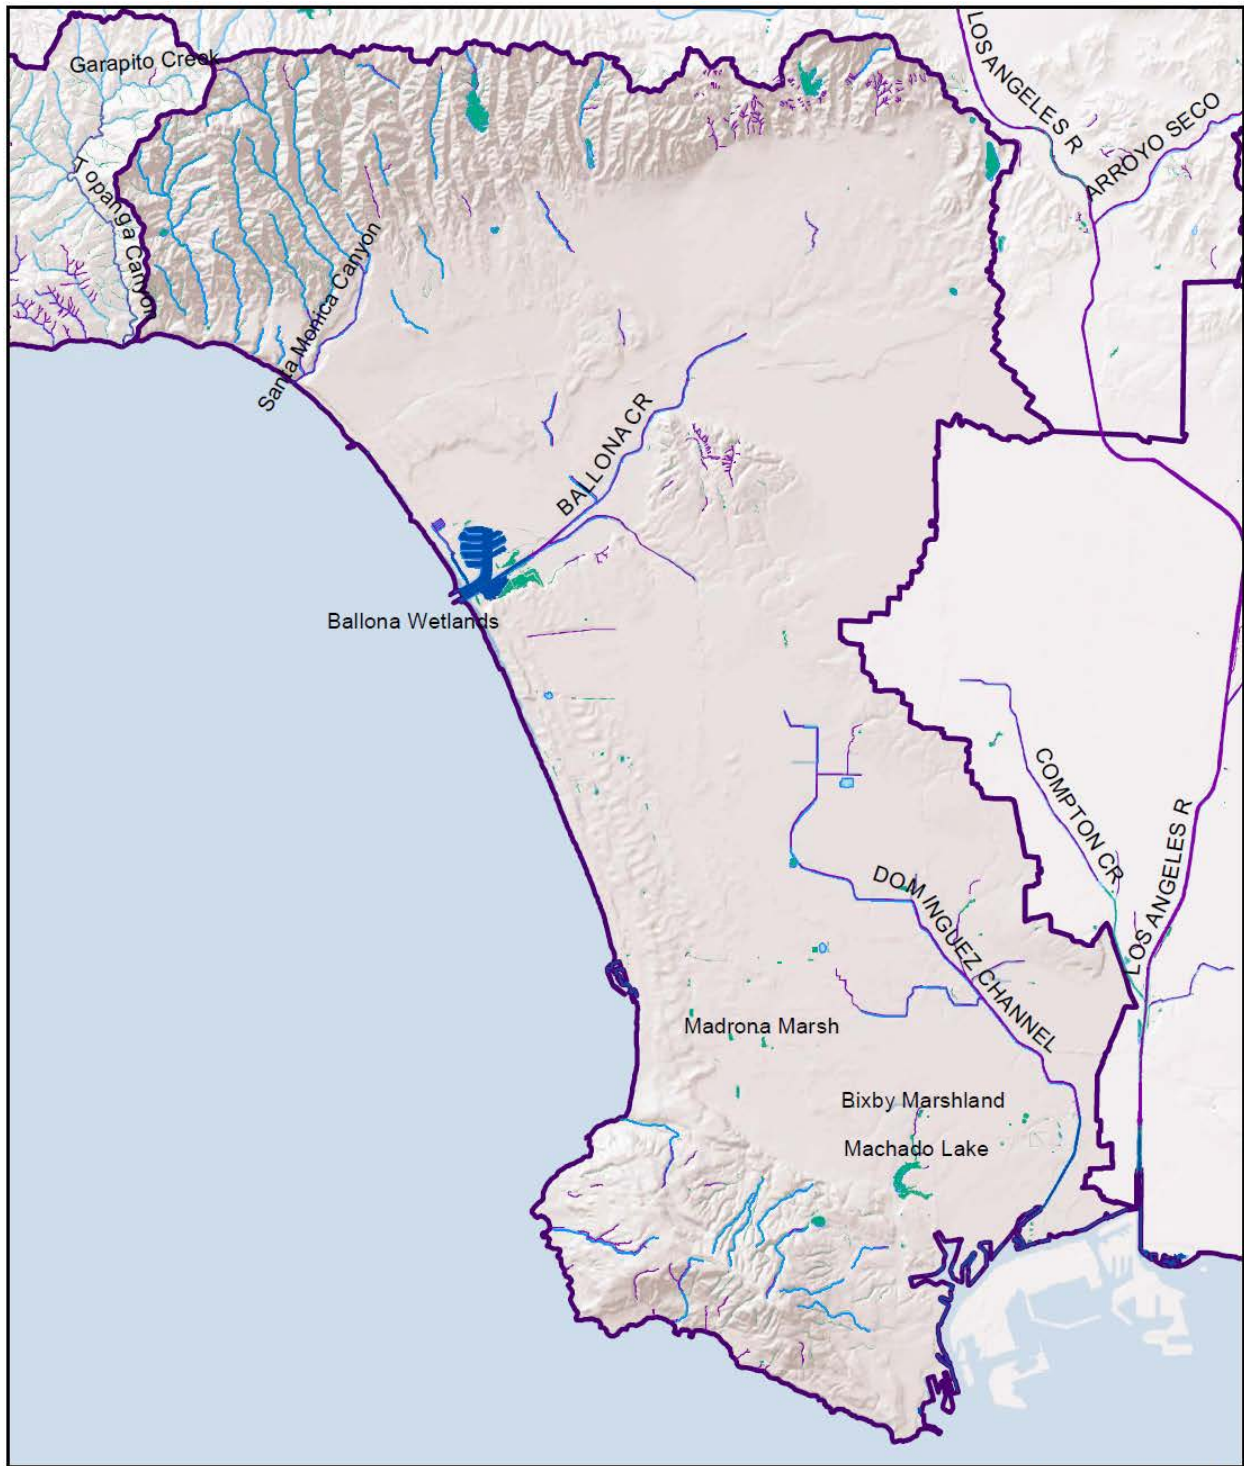 Garapito Creek
LOS ANGELES R
ARROYO SECO
Topanga Canyon
Santa Monica Canyon
BALLONA CR
Ballona Wetlands
COMPTON CR
LOS ANGELES R
DOMINGUEZ CHANNEL
Madrona Marsh
Bixby Marshland
Machado Lake